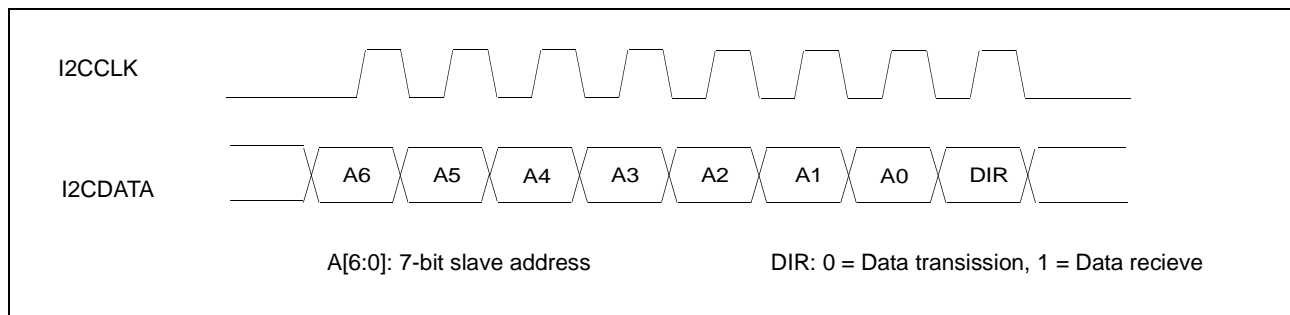 I2CCLK
I2CDATA
A6 A5 A4 A3 A2 A1 A0 DIR
A[6:0]: 7-bit slave address
DIR: 0 = Data transission, 1 = Data recieve